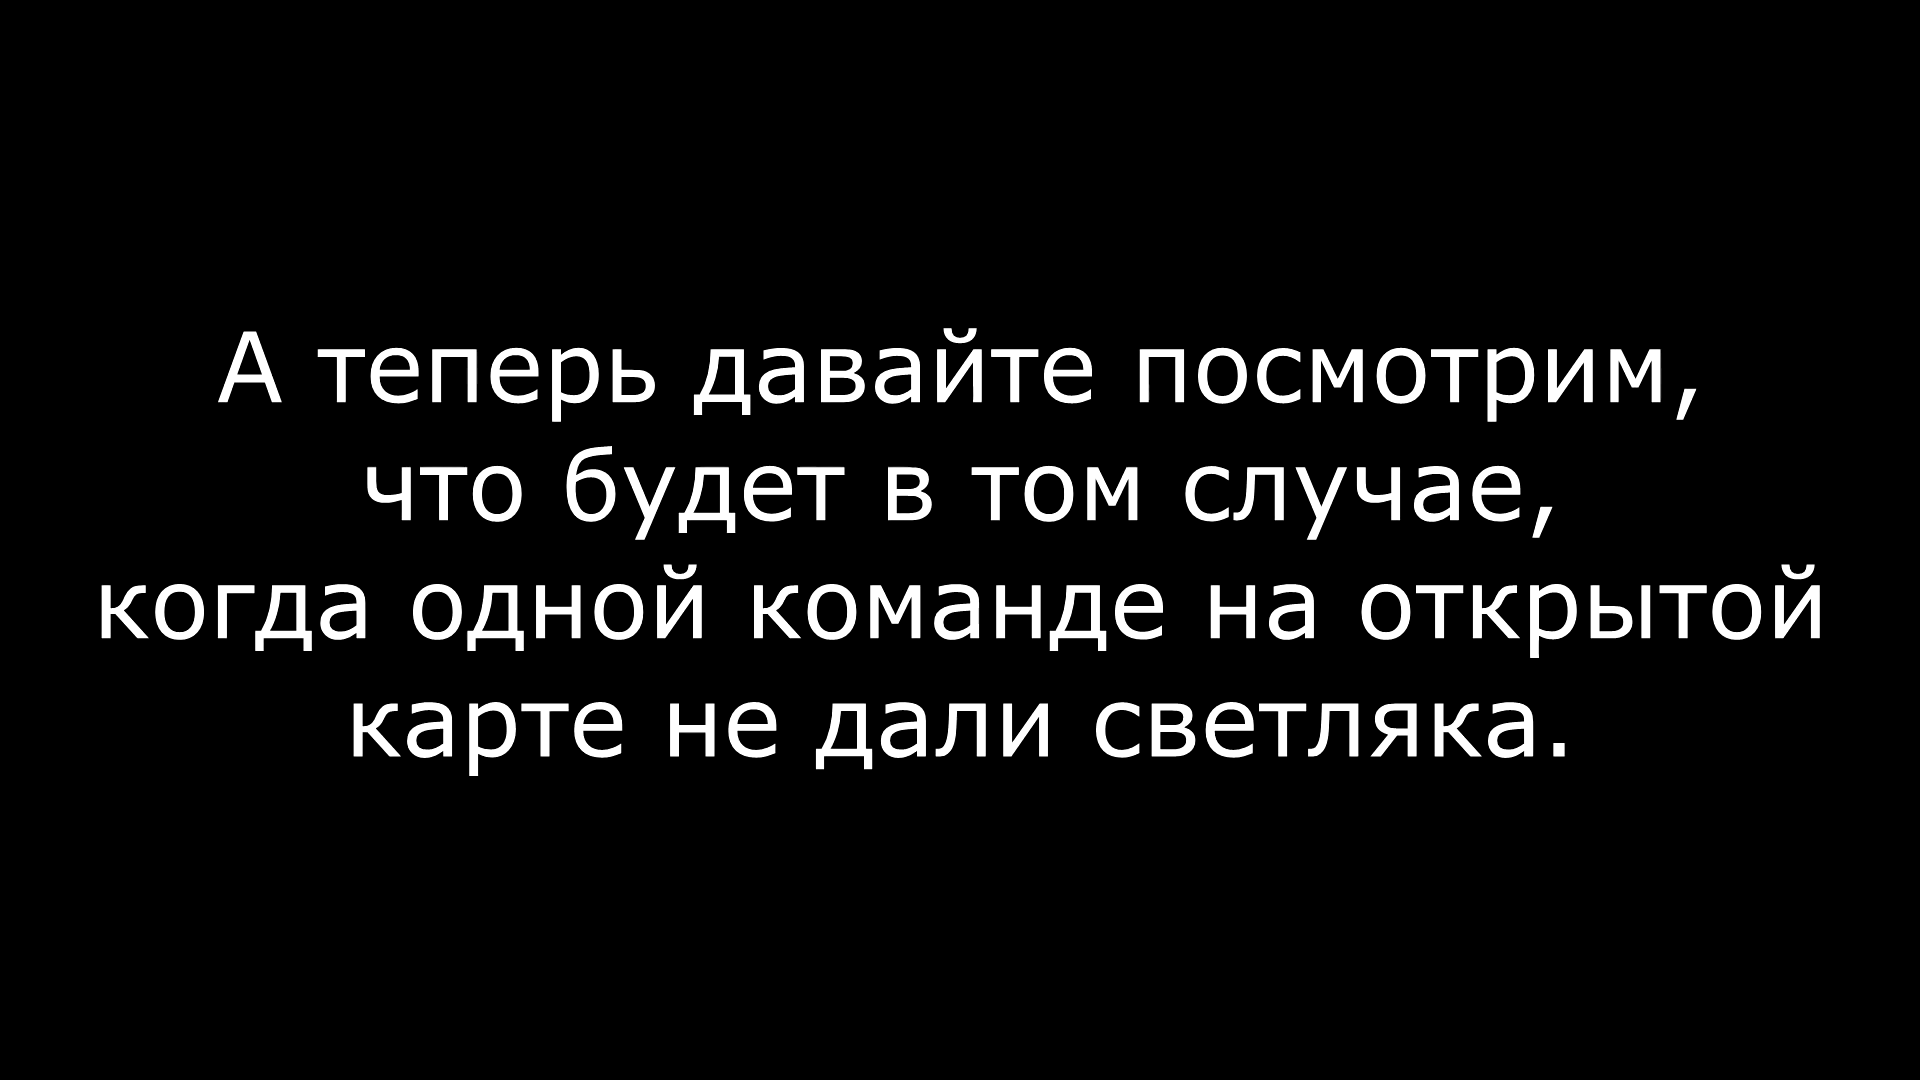 А теперь давайте посмотрим,
что будет в том случае,
когда одной команде на открытой
карте не дали светляка.